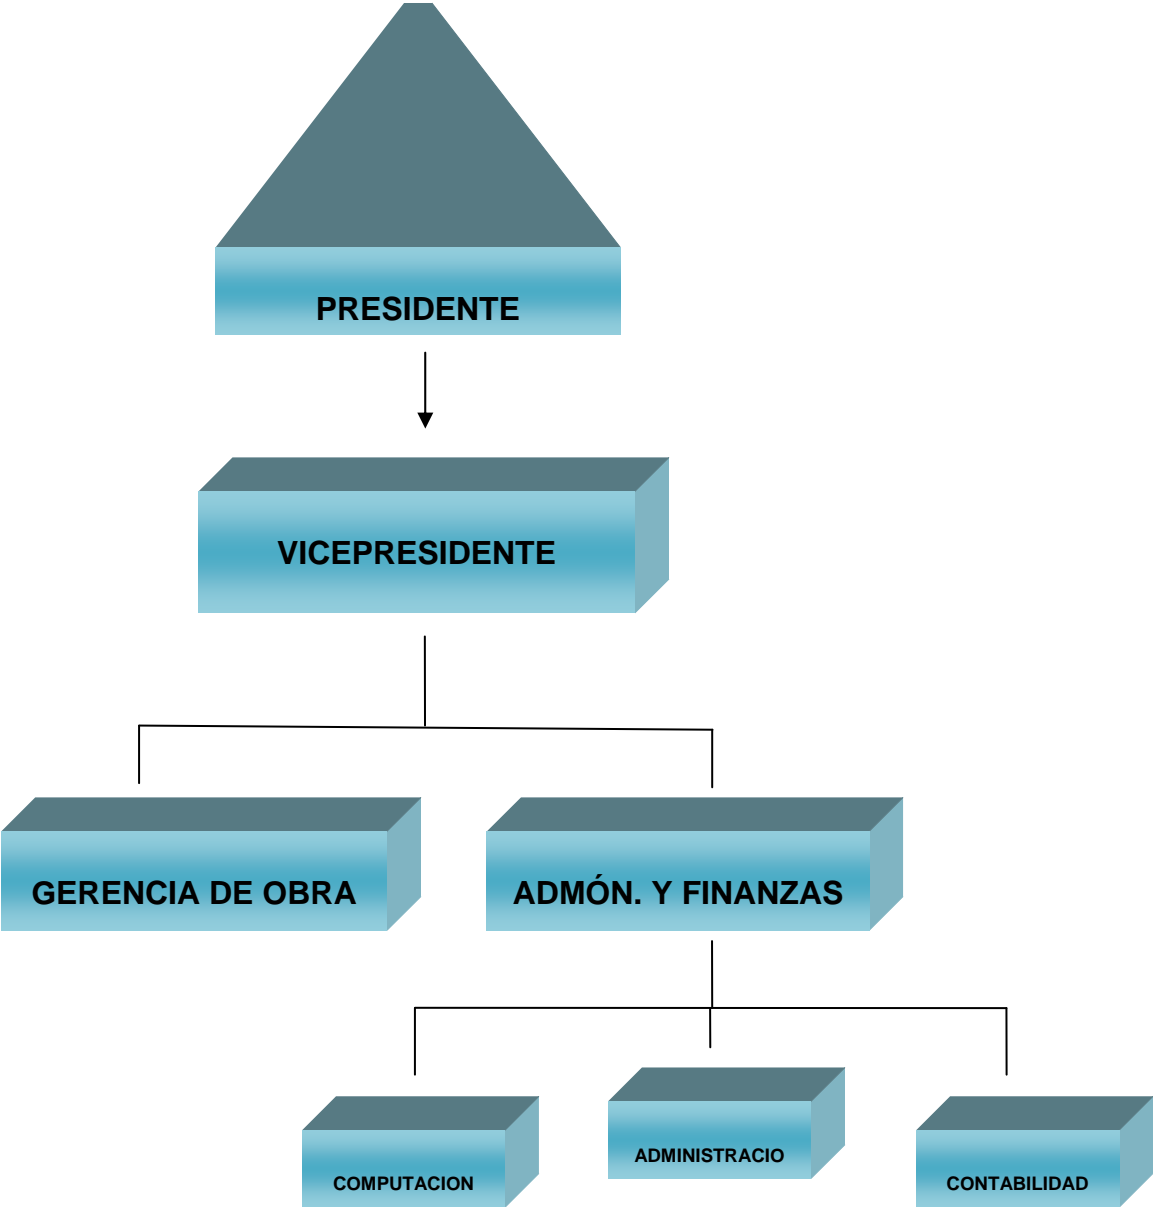 PRESIDENTE
VICEPRESIDENTE
GERENCIA DE OBRA
ADMÓN. Y FINANZAS
COMPUTACION
ADMINISTRACIO
CONTABILIDAD